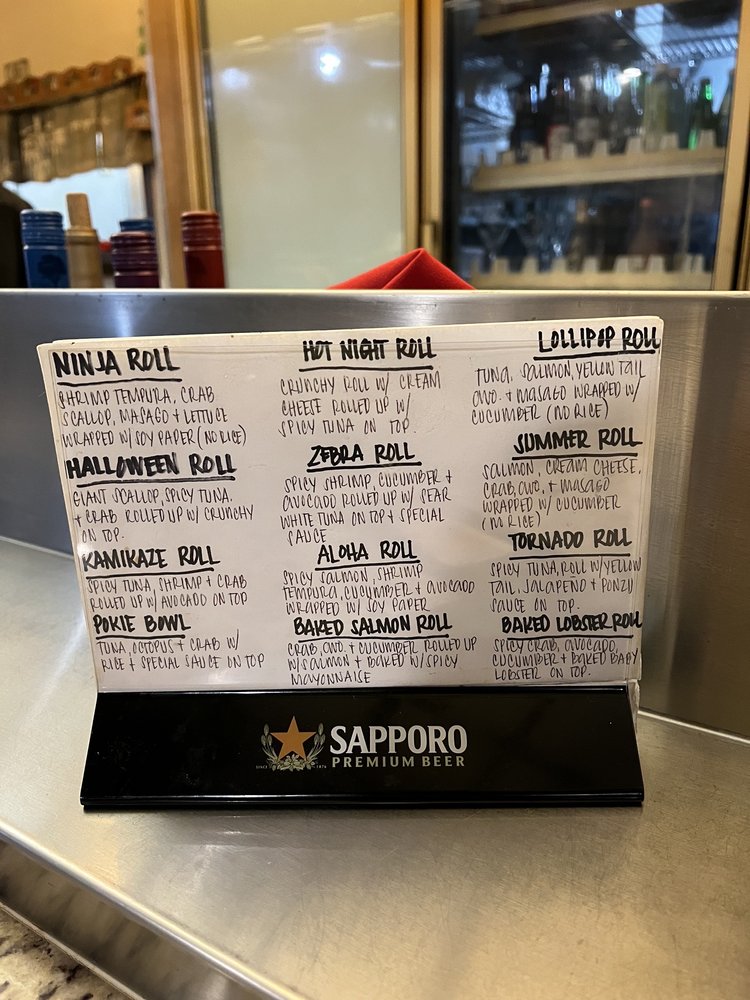 NINJA ROLL
SHRIMP TEMPURA, CRAB
SCALLOP, MASAGO + LETTUCE
WRAPPED W/ SOY PAPER (NO RICE)
HALLOWEEN ROLL
GIANT SCALLOP, SPICY TUNA,
+ CRAB ROLLED UP W/ CRUNCHY
ON TOP.
KAMIKAZE ROLL
SPICY TUNA, SHRIMP + CRAB
ROLLED UP W/ AVOCADO ON TOP
POKIE BOWL
TUNA, OCTOPUS + CRAB W/
RICE + SPECIAL SAUCE ON TOP
HOT NIGHT ROLL
CRUNCHY ROLL W/ CREAM
CHEESE ROLLED UP W/
SPICY TUNA ON TOP.
ZEBRA ROLL
SPICY SHRIMP, CUCUMBER +
AVOCADO ROLLED UP W/ SEAR
WHITE TUNA ON TOP + SPECIAL
SAUCE
ALOHA ROLL
SPICY SALMON, SHRIMP
TEMPURA, CUCUMBER + AVOCADO
WRAPPED W/ SOY PAPER
BAKED SALMON ROLL
CRAB, AVO. + CUCUMBER ROLLED UP
W/ SALMON + BAKED W/ SPICY
MAYONNAISE
LOLLIPOP ROLL
TUNA, SALMON, YELLOW TAIL
AVO. + MASAGO WRAPPED W/
CUCUMBER (NO RICE)
SUMMER ROLL
SALMON, CREAM CHEESE,
CRAB, AVO, + MASAGO
WRAPPED W/ CUCUMBER
(NO RICE)
TORNADO ROLL
SPICY TUNA, ROLL W/ YELLOW
TAIL, JALAPEÑO + PONZU
SAUCE ON TOP.
BAKED LOBSTER ROLL
SPICY CRAB, AVOCADO,
CUCUMBER + BAKED BABY
LOBSTER ON TOP.
SAPPORO
PREMIUM BEER
SINCE 1876